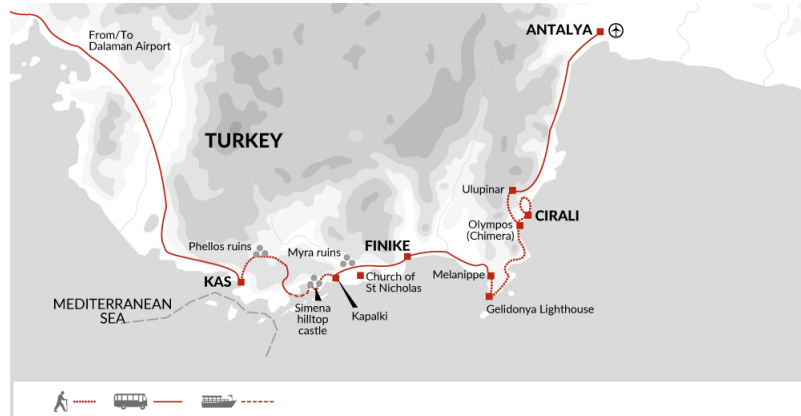 ANTALYA
From/To
Dalaman Airport
TURKEY
Ulupinar
CIRALI
Olympos
(Chimera)
Phellos ruins
Myra ruins
FINIKE
KAS
Church of
St Nicholas
Melanippe
MEDITERRANEAN
SEA
Simena
hilltop
castle
Kapalki
Gelidonya Lighthouse